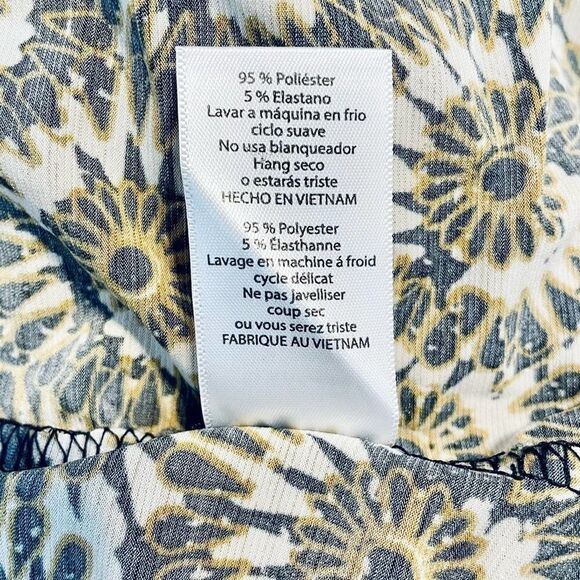 95 % Poliéster
5 % Elastano
Lavar a máquina en frio
ciclo suave
No usa blanqueador
Hang seco
o estarás triste
HECHO EN VIETNAM
95 % Polyester
5 % Élasthanne
Lavage en machine á froid
cycle délicat
Ne pas javelliser
coup sec
ou vous serez triste
FABRIQUE AU VIETNAM